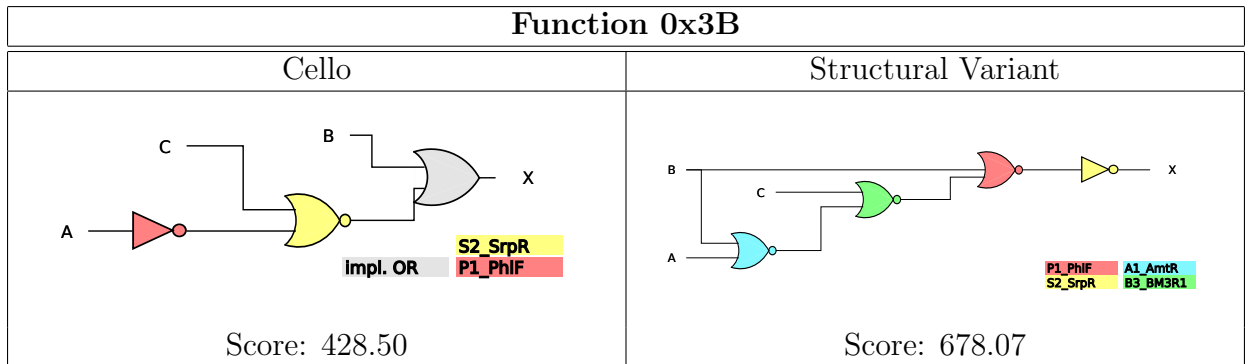 Function 0x3B
Cello
Structural Variant
C
B
X
A
S2_SrpR
impl. OR
P1_PhlF
Score: 428.50
B
X
C
A
P1_PhlF A1_AmtR
S2_SrpR B3_BM3R1
Score: 678.07